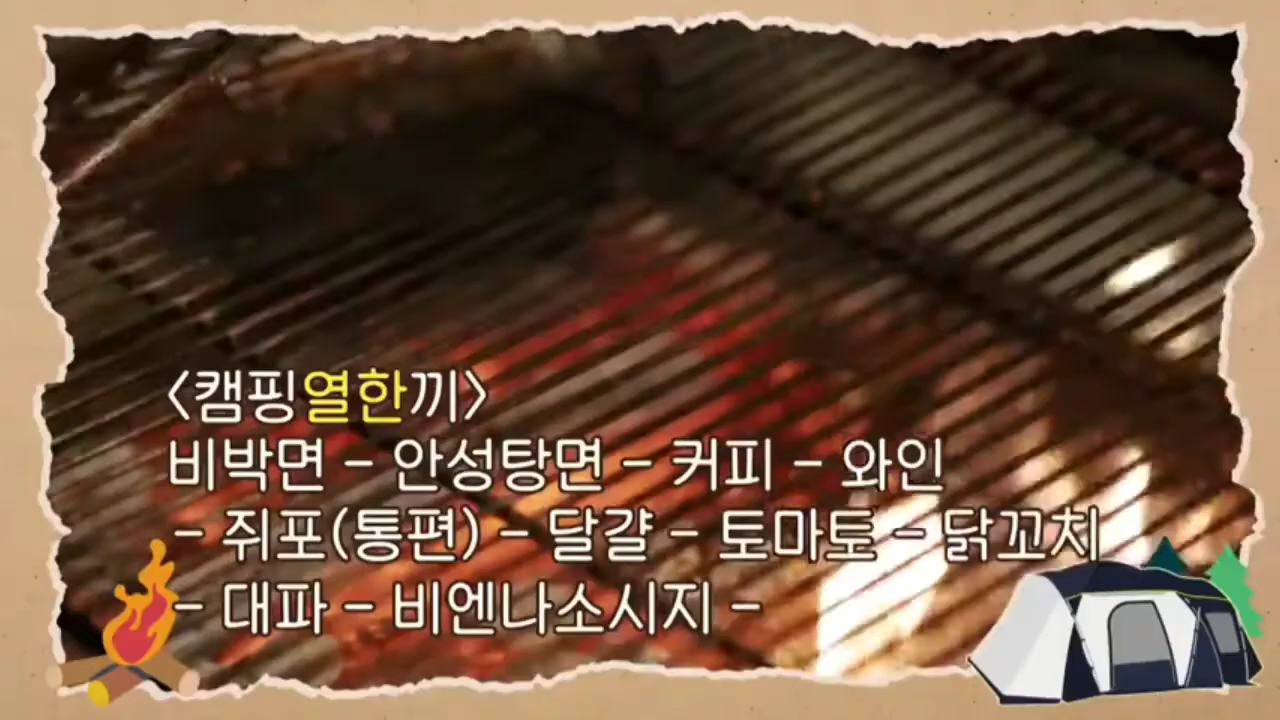 <캠핑열한끼>
비박면 - 안성탕면 - 커피 - 와인
- 쥐포(통편) - 달걀 - 토마토 - 닭꼬치
- 대파 - 비엔나소시지 -